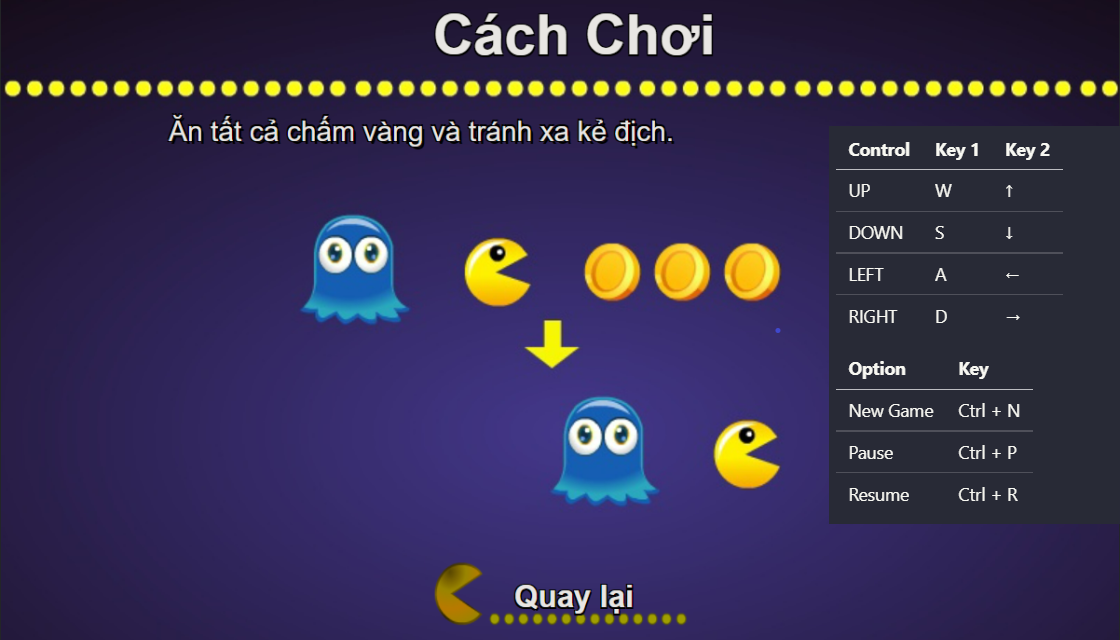 Cách Chơi
Ăn tất cả chấm vàng và tránh xa kẻ địch.
Control Key 1 Key 2
UP W ↑
DOWN S ↓
LEFT A ←
RIGHT D →
Option Key
New Game Ctrl + N
Pause Ctrl + P
Resume Ctrl + R
Quay lại